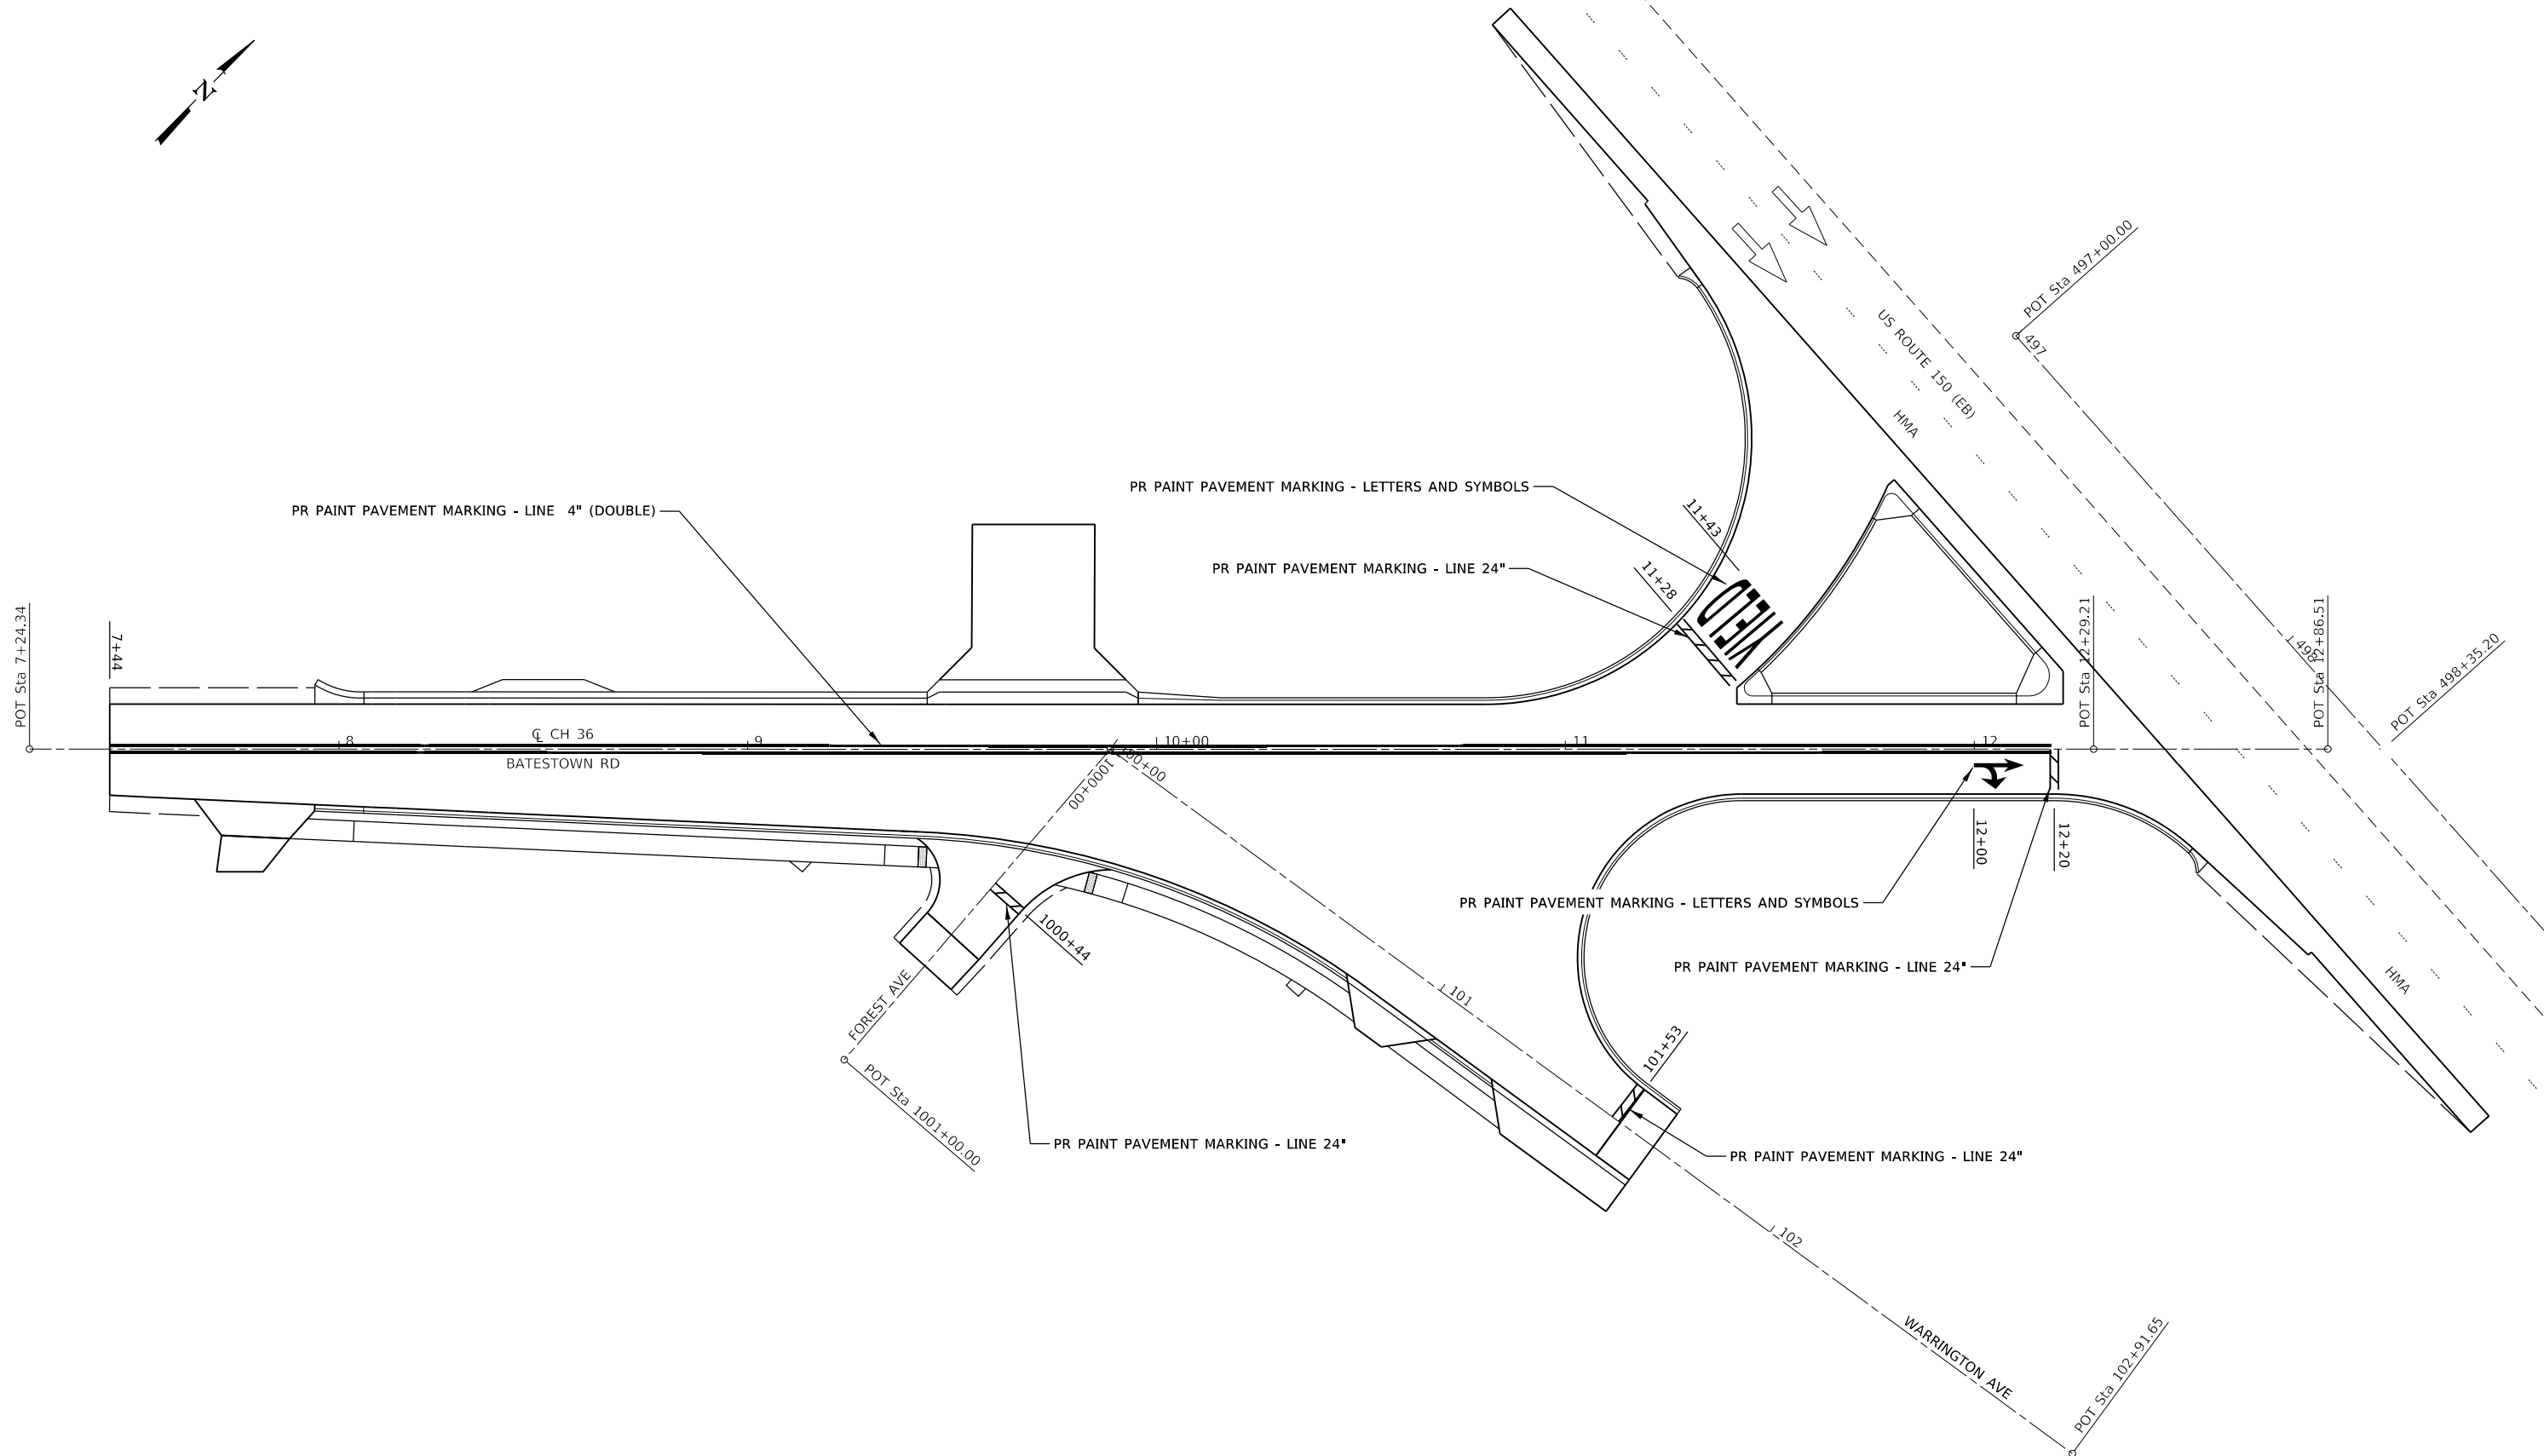 N
POT Sta 497+00.00
497
US ROUTE 150 (EB)
HMA
PR PAINT PAVEMENT MARKING - LETTERS AND SYMBOLS
11+43
PR PAINT PAVEMENT MARKING - LINE 4" (DOUBLE)
PR PAINT PAVEMENT MARKING - LINE 24"
11+28
YIELD
POT Sta 7+24.34
7+44
POT Sta 12+29.21
POT Sta 12+86.51
498
POT Sta 498+35.20
8
℄ CH 36
9
10+00
11
12
BATESTOWN RD
1000+00
100+00
12+00
12+20
PR PAINT PAVEMENT MARKING - LETTERS AND SYMBOLS
1000+44
PR PAINT PAVEMENT MARKING - LINE 24"
HMA
FOREST AVE
101
101+53
POT Sta 1001+00.00
PR PAINT PAVEMENT MARKING - LINE 24"
PR PAINT PAVEMENT MARKING - LINE 24"
102
WARRINGTON AVE
POT Sta 102+91.65